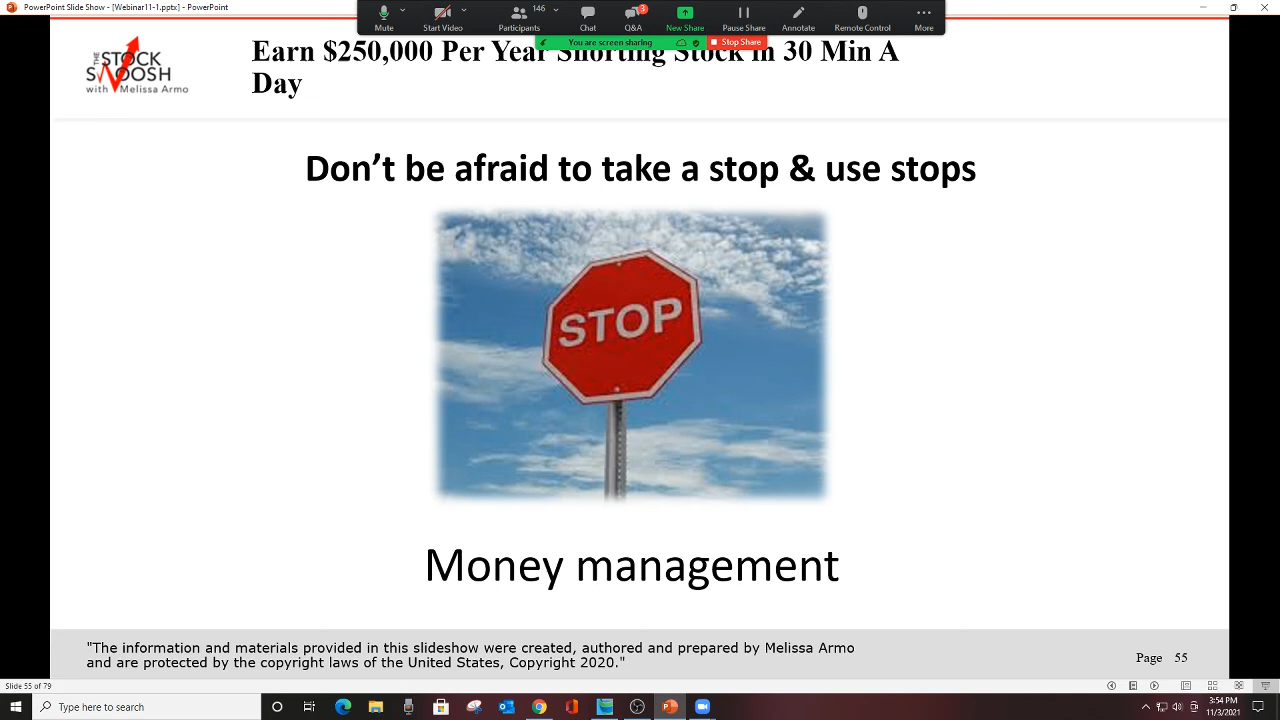 PowerPoint Slide Show - [Webinar11-1.pptx] - PowerPoint
Mute
Start Video
146
Participants
Chat
3
Q&A
New Share
Pause Share
Annotate
Remote Control
More
You are screen sharing
Stop Share
THE STOCK
SWOOSH
with Melissa Armo
Earn $250,000 Per Year Shorting Stock in 30 Min A
Day
Don’t be afraid to take a stop & use stops
STOP
Money management
"The information and materials provided in this slideshow were created, authored and prepared by Melissa Armo
and are protected by the copyright laws of the United States, Copyright 2020."
Page 55
Slide 55 of 79
Type here to search
3:54 PM
11/3/2021